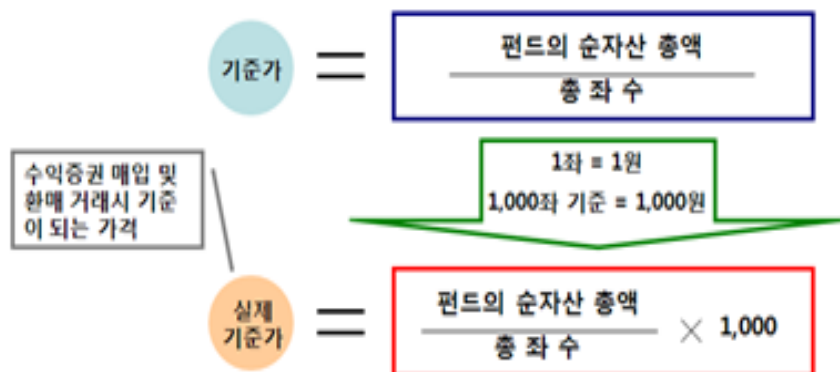 기준가
=
펀드의 순자산 총액
총 좌 수
1좌 = 1원
1,000좌 기준 = 1,000원
수익증권 매입 및
환매 거래시 기준
이 되는 가격
실제
기준가
=
펀드의 순자산 총액
총 좌 수
× 1,000